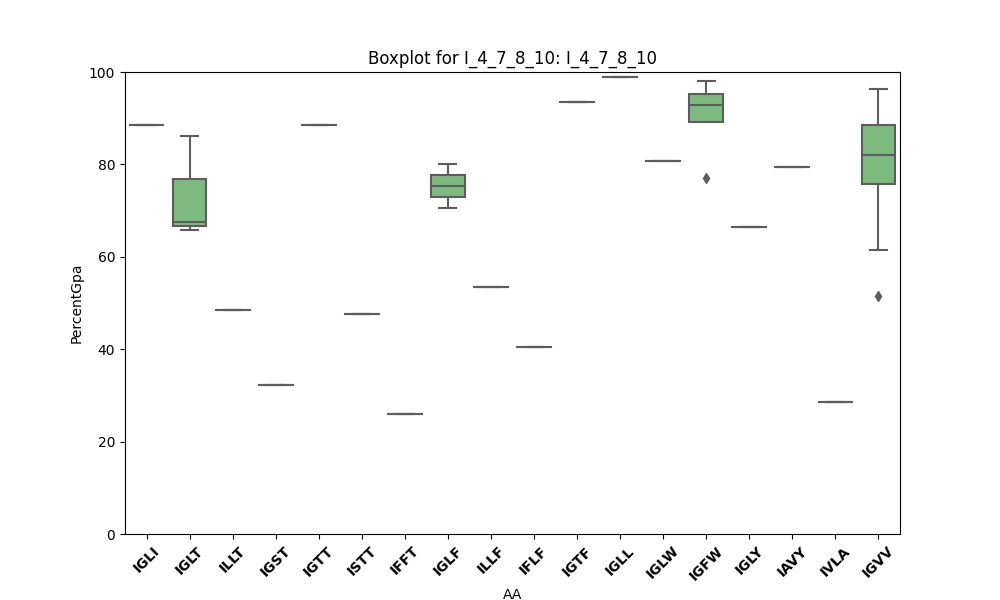 Boxplot for I_4_7_8_10: I_4_7_8_10
100
80
60
40
20
0
PercentGpa
IGLI
IGLT
ILLT
IGST
IGTT
ISTT
IFFT
IGLF
ILLF
IFLF
IGTF
IGLL
IGLW
IGFW
IGLY
IAVY
IVLA
IGVV
AA